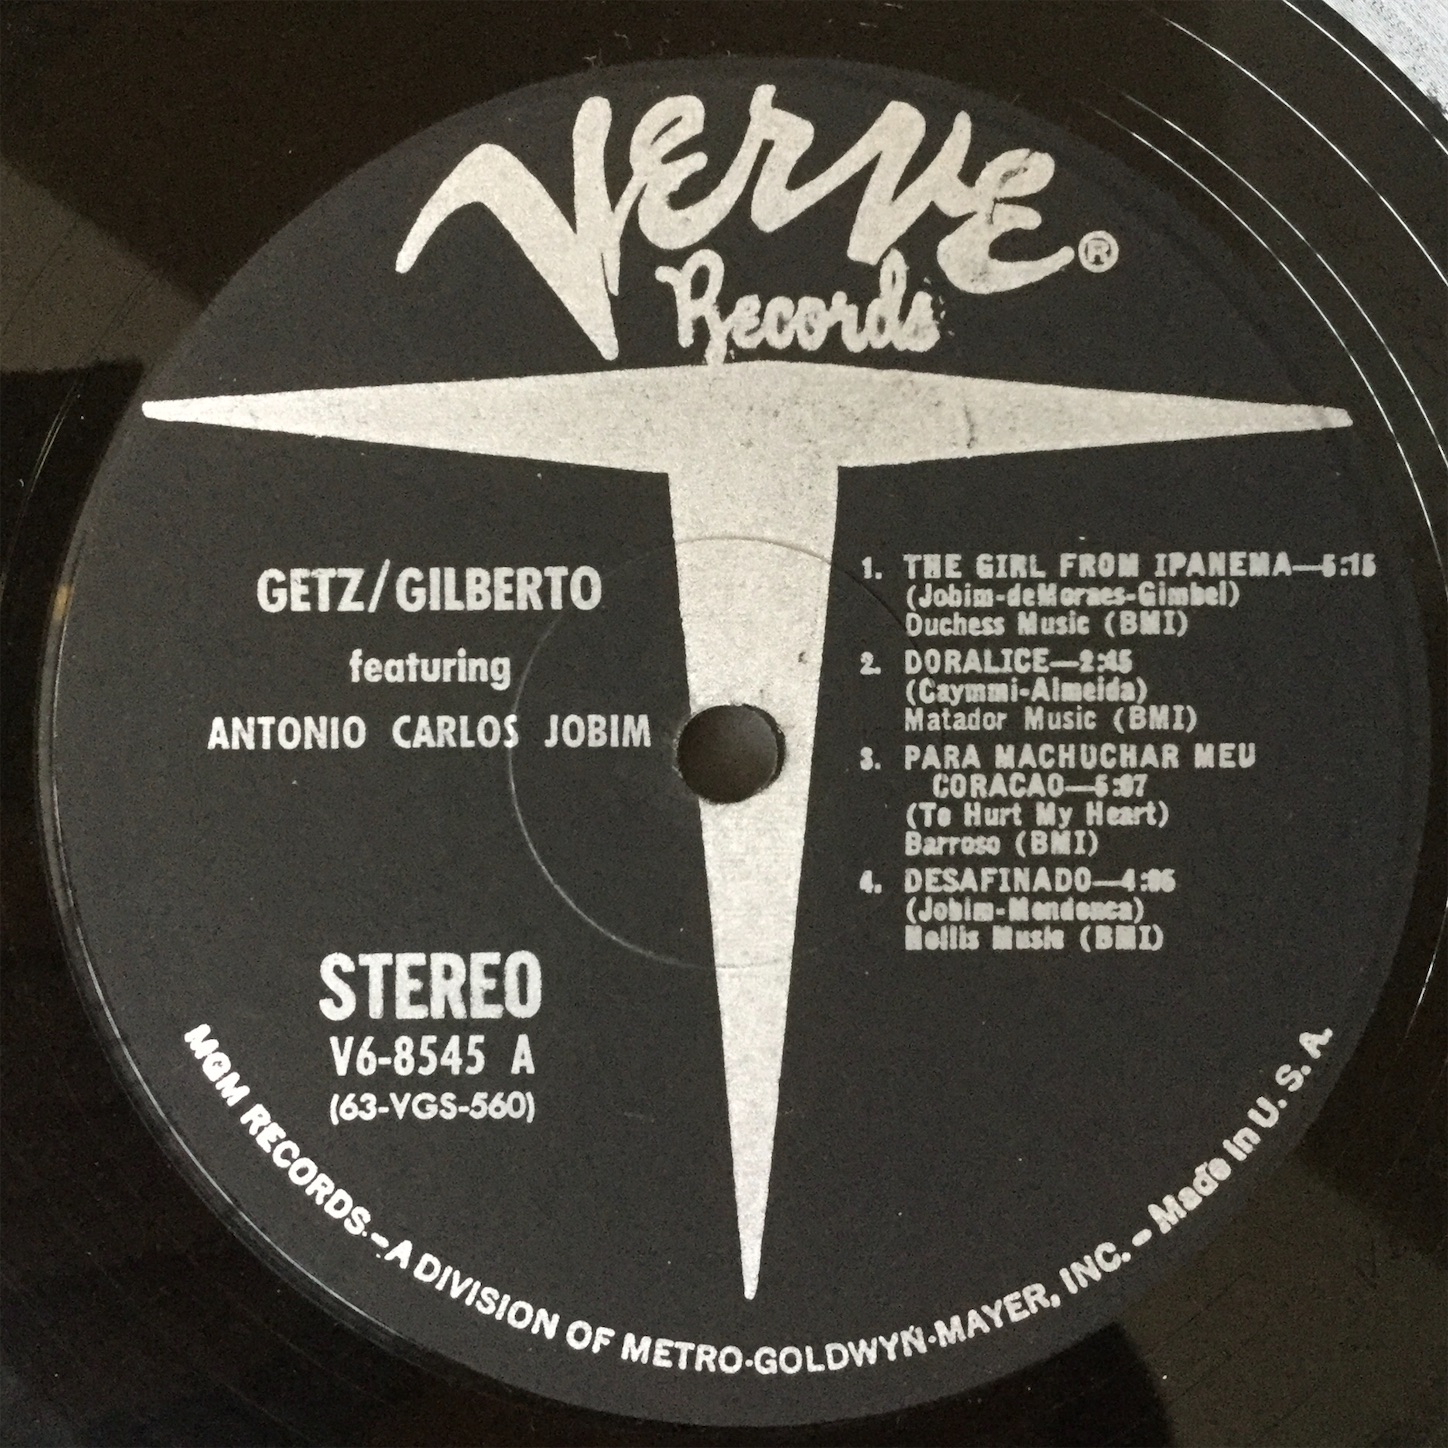 Verve
Records
®
GETZ/GILBERTO
featuring
ANTONIO CARLOS JOBIM
STEREO
V6-8545 A
(63-VGS-560)
1. THE GIRL FROM IPANEMA—5:15
(Jobim-deMoraes-Gimbel)
Duchess Music (BMI)
2. DORALICE—2:45
(Caymmi-Almeida)
Matador Music (BMI)
3. PARA MACHUCHAR MEU
CORACAO—5:07
(To Hurt My Heart)
Barroso (BMI)
4. DESAFINADO—4:05
(Jobim-Mendonca)
Hollis Music (BMI)
MGM RECORDS.–A DIVISION OF METRO-GOLDWYN-MAYER, INC. – Made in U. S. A.